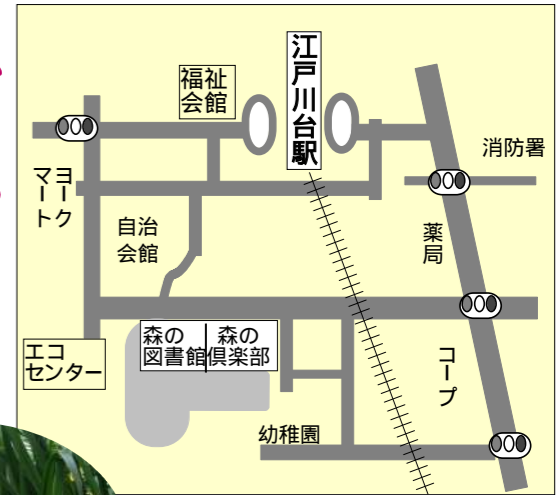 江戸川台駅
福祉
会館
消防署
ヨーク
マート
自治
会館
薬局
森の
図書館
森の
倶楽部
エコ
センター
コープ
幼稚園